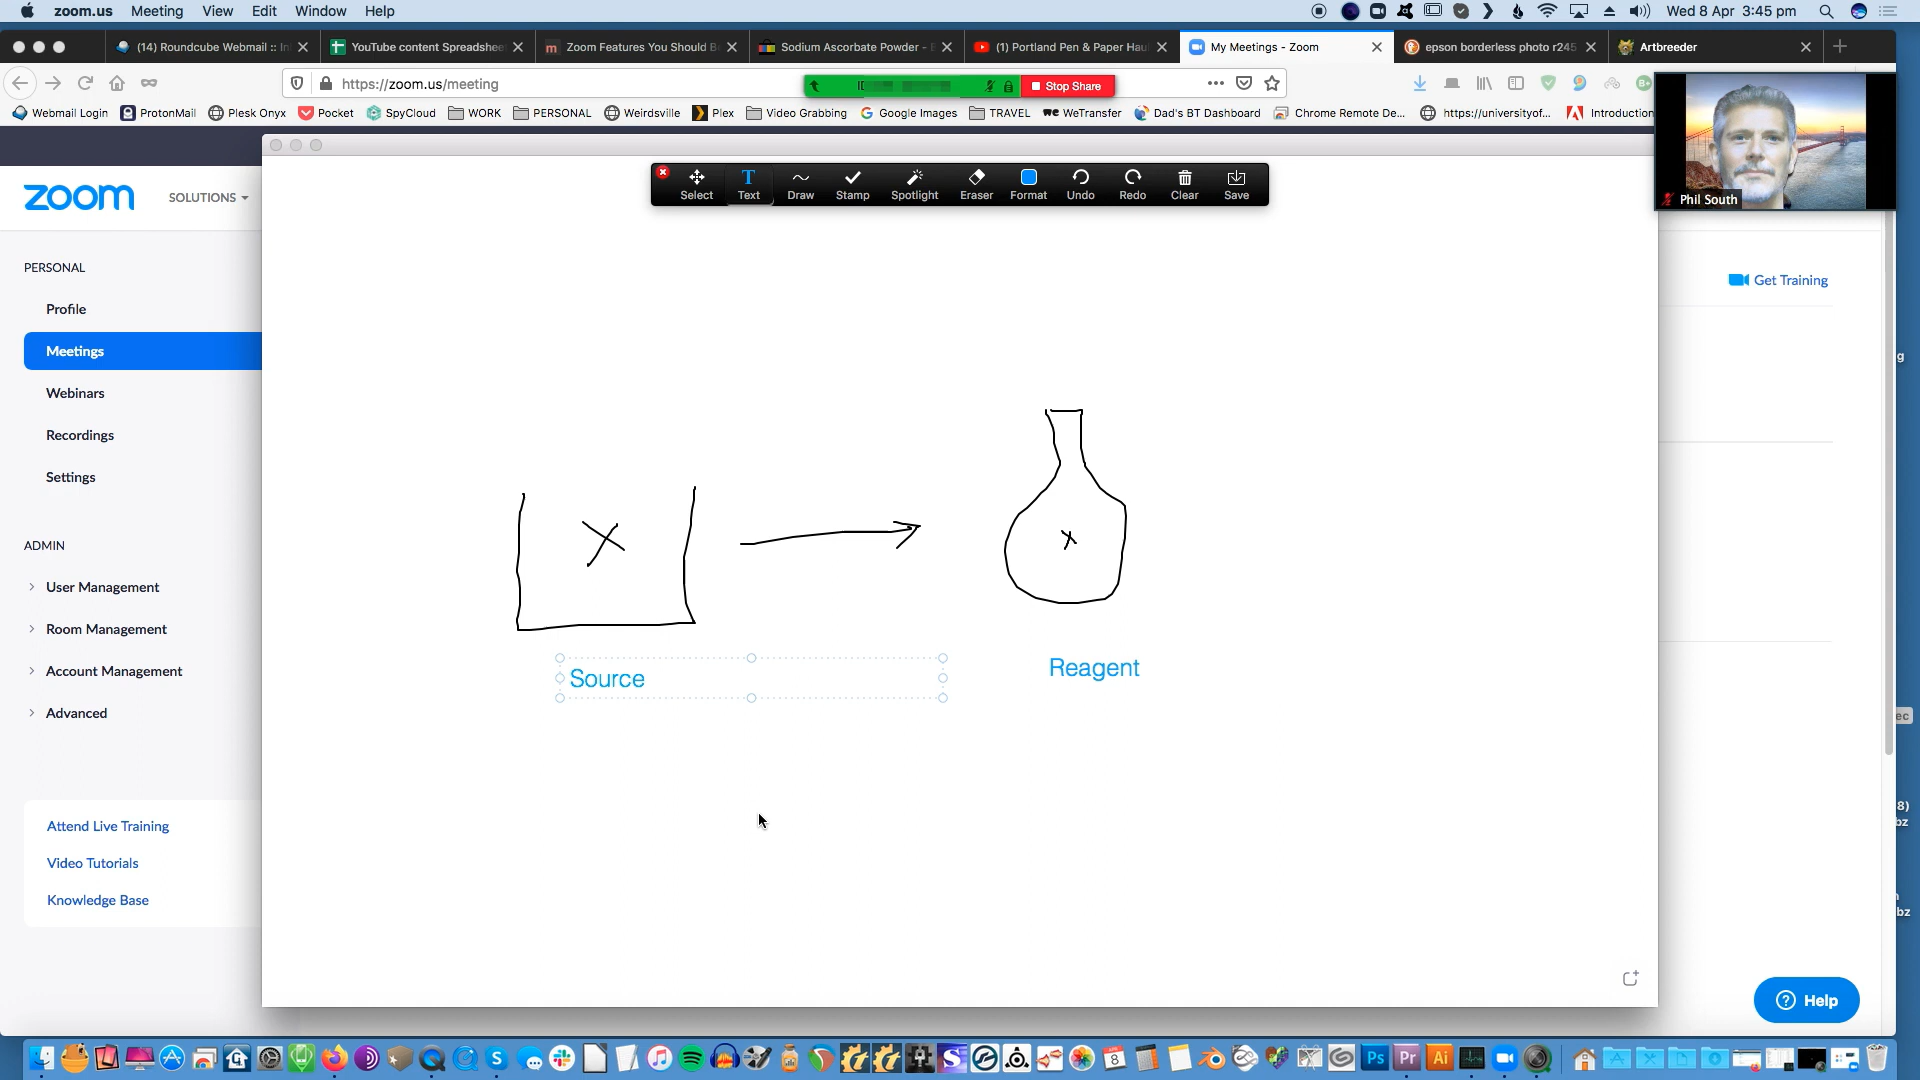 zoom.us Meeting View Edit Window Help Wed 8 Apr 3:45 pm
(14) Roundcube Webmail :: In YouTube content Spreadshee Zoom Features You Should B Sodium Ascorbate Powder - (1) Portland Pen & Paper Hau My Meetings - Zoom epson borderless photo r245 Artbreeder
https://zoom.us/meeting Stop Share
Webmail Login ProtonMail Plesk Onyx Pocket SpyCloud WORK PERSONAL Weirdsville Plex Video Grabbing Google Images TRAVEL WeTransfer Dad's BT Dashboard Chrome Remote De... https://universityof... Introduction
zoom SOLUTIONS
Select Text Draw Stamp Spotlight Eraser Format Undo Redo Clear Save
Phil South
PERSONAL
Profile
Meetings
Webinars
Recordings
Settings
ADMIN
User Management
Room Management
Account Management
Advanced
Attend Live Training
Video Tutorials
Knowledge Base
Get Training
X
x
Source
Reagent
Help
8
Ps Pr Ai